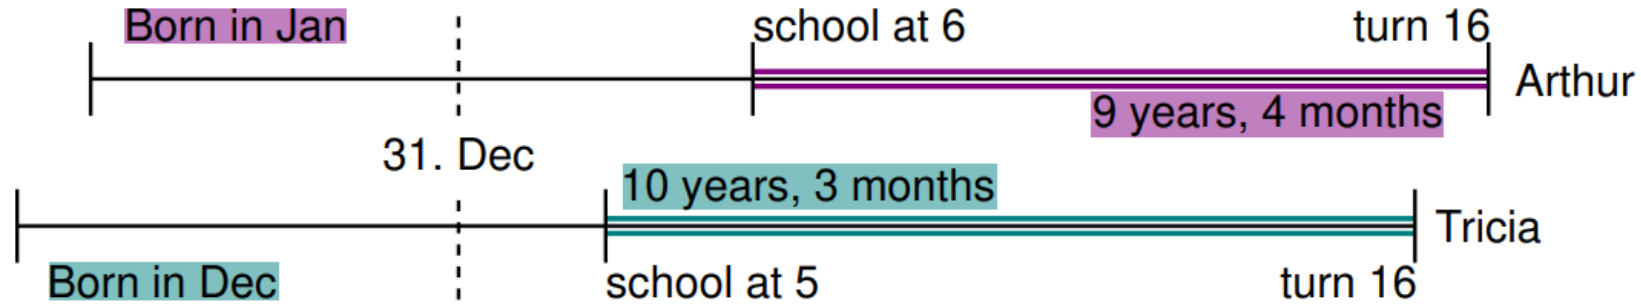 Born in Jan
school at 6
turn 16
Arthur
9 years, 4 months
31. Dec
10 years, 3 months
Tricia
Born in Dec
school at 5
turn 16